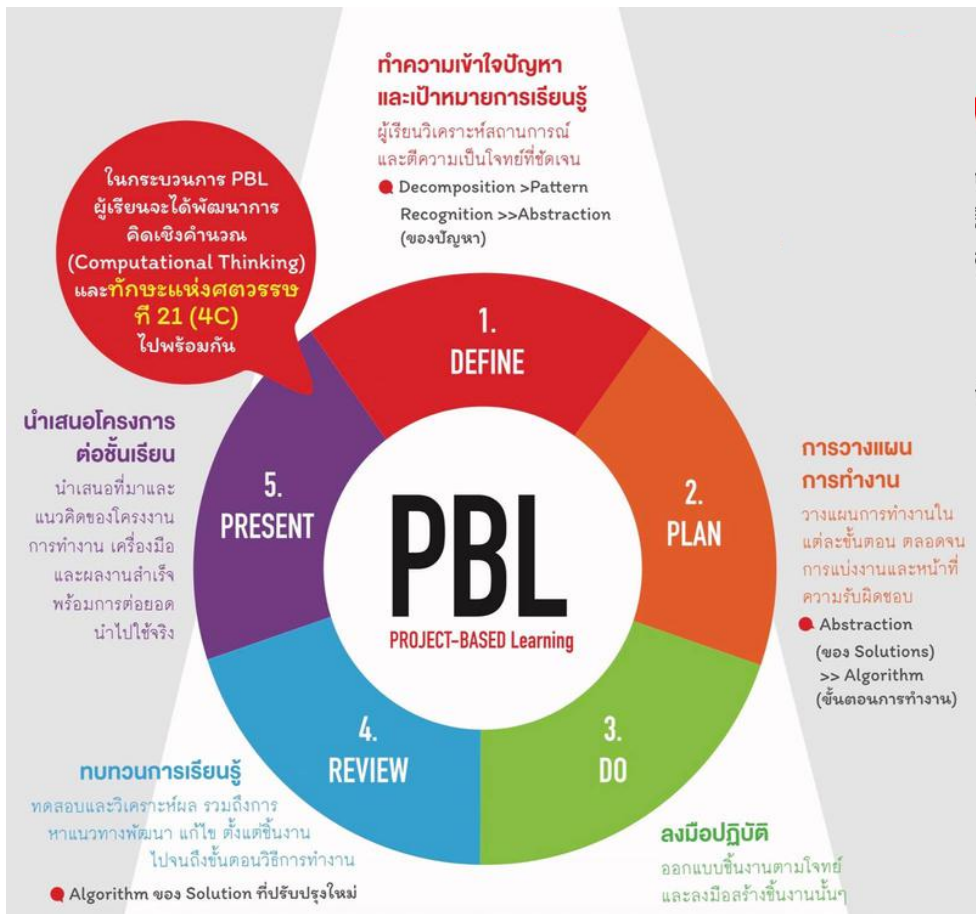 ทำความเข้าใจปัญหา
และเป้าหมายการเรียนรู้
ผู้เรียนวิเคราะห์สถานการณ์
และตีความเป็นโจทย์ที่ชัดเจน
Decomposition >Pattern
Recognition >>Abstraction
(ของปัญหา)
ในกระบวนการ PBL
ผู้เรียนจะได้พัฒนาการ
คิดเชิงคำนวณ
(Computational Thinking)
และทักษะแห่งศตวรรษ
ที่ 21 (4C)
ไปพร้อมกัน
1.
DEFINE
2.
PLAN
การวางแผน
การทำงาน
วางแผนการทำงานใน
แต่ละขั้นตอน ตลอดจน
การแบ่งงานและหน้าที่
ความรับผิดชอบ
Abstraction
(ของ Solutions)
>> Algorithm
(ขั้นตอนการทำงาน)
PBL
PROJECT-BASED Learning
3.
DO
ลงมือปฏิบัติ
ออกแบบชิ้นงานตามโจทย์
และลงมือสร้างชิ้นงานนั้นๆ
4.
REVIEW
ทบทวนการเรียนรู้
ทดสอบและวิเคราะห์ผล รวมถึงการ
หาแนวทางพัฒนา แก้ไข ตั้งแต่ชิ้นงาน
ไปจนถึงขั้นตอนวิธีการทำงาน
Algorithm ของ Solution ที่ปรับปรุงใหม่
5.
PRESENT
นำเสนอโครงการ
ต่อชั้นเรียน
นำเสนอที่มาและ
แนวคิดของโครงงาน
การทำงาน เครื่องมือ
และผลงานสำเร็จ
พร้อมการต่อยอด
นำไปใช้จริง